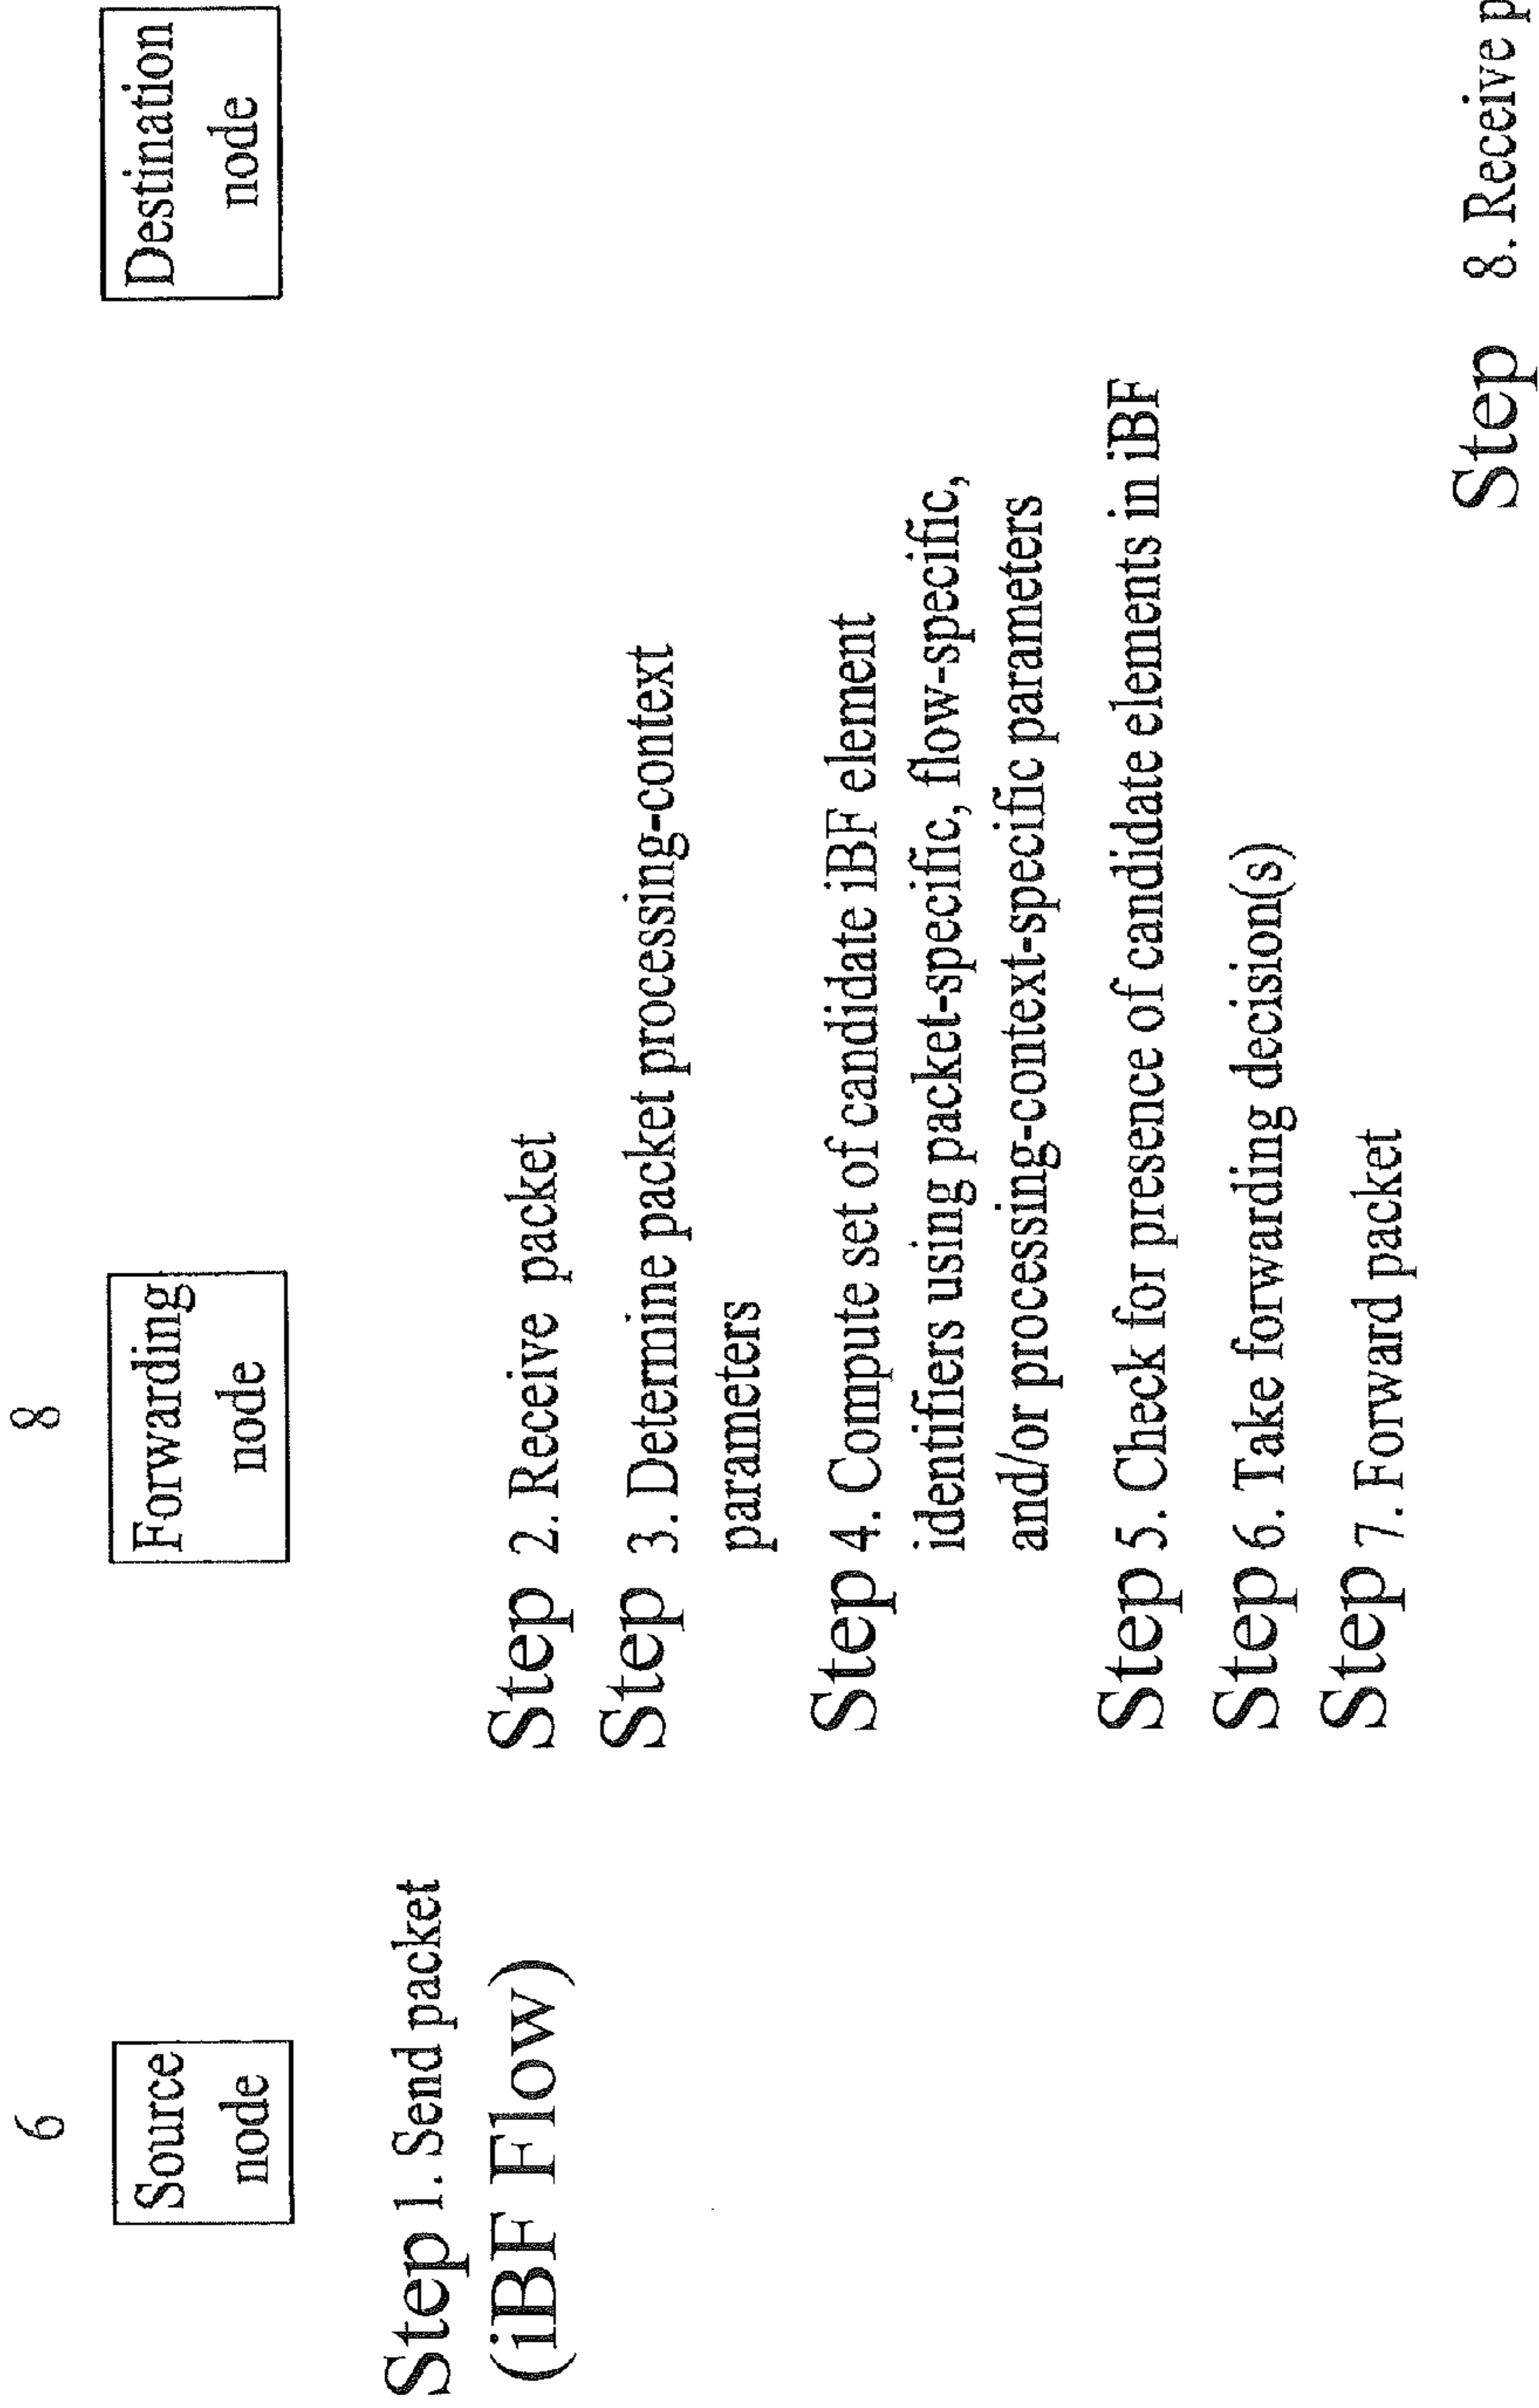 6
8
Source
node
Forwarding
node
Destination
node
Step 1. Send packet
(iBF Flow)
Step 2. Receive packet
Step 3. Determine packet processing-context
parameters
Step 4. Compute set of candidate iBF element
identifiers using packet-specific, flow-specific,
and/or processing-context-specific parameters
Step 5. Check for presence of candidate elements in iBF
Step 6. Take forwarding decision(s)
Step 7. Forward packet
Step 8. Receive p